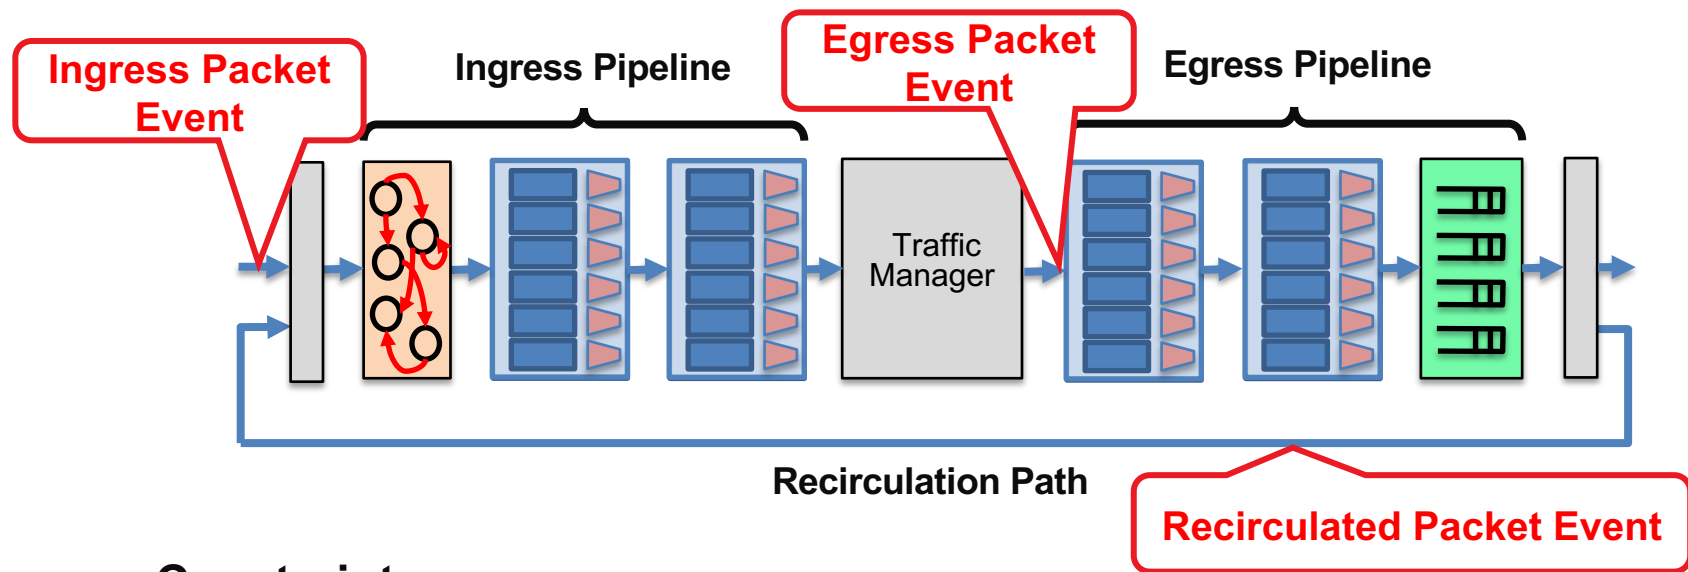 Ingress Packet
Event
Ingress Pipeline
Egress Packet
Event
Egress Pipeline
Traffic
Manager
Recirculation Path
Recirculated Packet Event